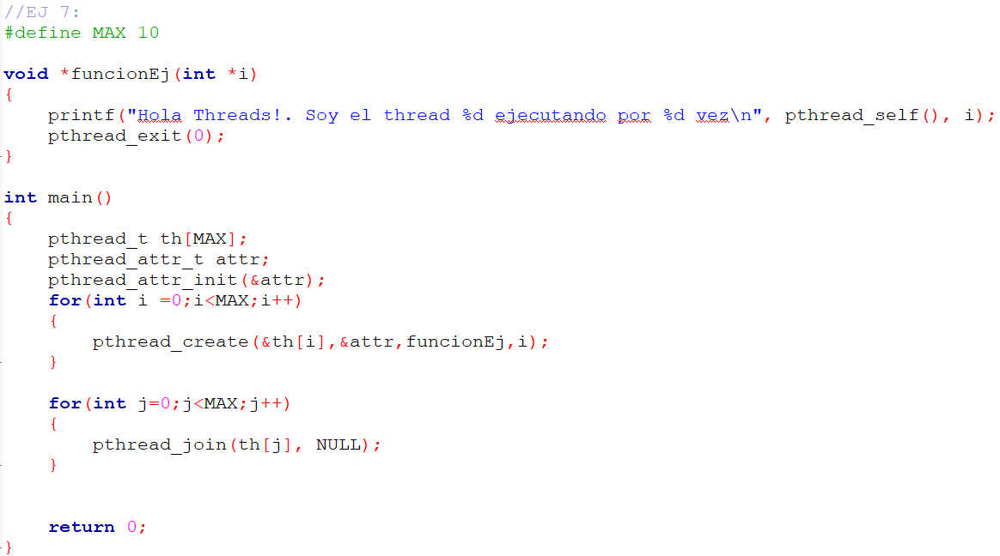 //EJ 7:
#define MAX 10
void *funcionEj(int *i)
{
printf("Hola Threads!. Soy el thread %d ejecutando por %d vez\n", pthread_self(), i);
pthread_exit(0);
}
int main()
{
pthread_t th[MAX];
pthread_attr_t attr;
pthread_attr_init(&attr);
for(int i =0;i<MAX;i++)
{
pthread_create(&th[i],&attr,funcionEj,i);
}
for(int j=0;j<MAX;j++)
{
pthread_join(th[j], NULL);
}
return 0;
}